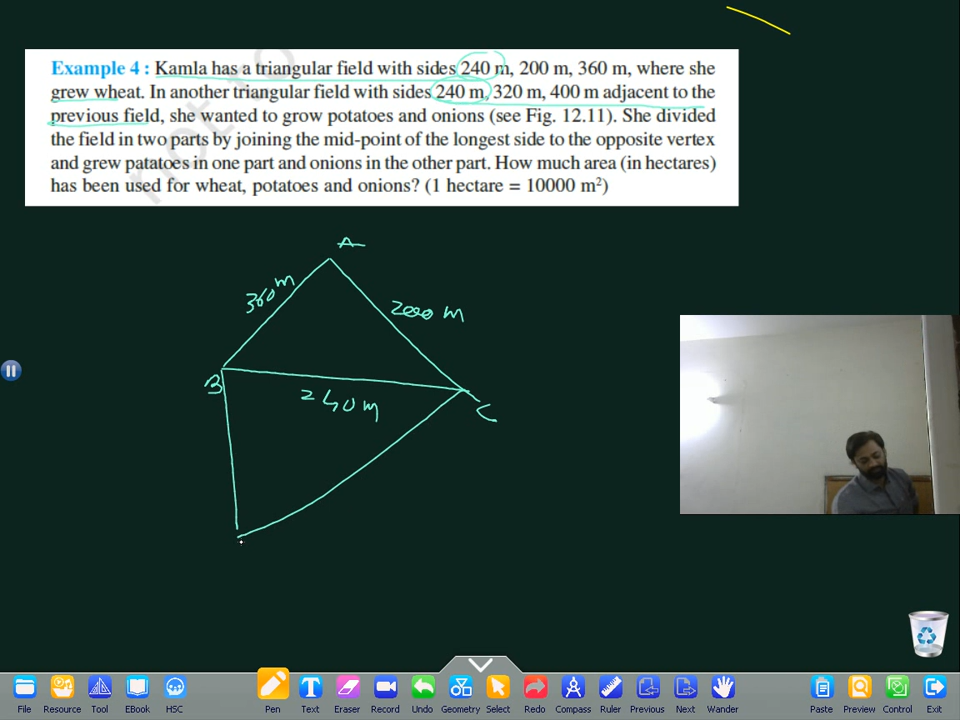 Example 4 : Kamla has a triangular field with sides 240 m, 200 m, 360 m, where she
grew wheat. In another triangular field with sides 240 m, 320 m, 400 m adjacent to the
previous field, she wanted to grow potatoes and onions (see Fig. 12.11). She divided
the field in two parts by joining the mid-point of the longest side to the opposite vertex
and grew patatoes in one part and onions in the other part. How much area (in hectares)
has been used for wheat, potatoes and onions? (1 hectare = 10000 m²)
A
360 m
m
B
240 m
C
File Resource Tool EBook HSC Pen Text Eraser Record Undo Geometry Select Redo Compass Ruler Previous Next Wander Paste Preview Control Exit